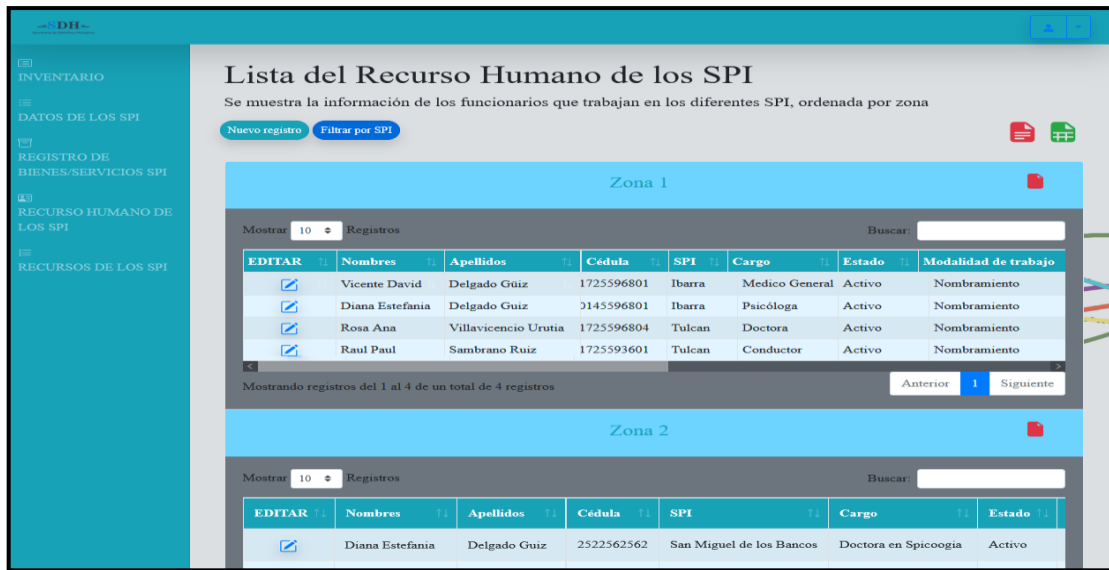 SDH
INVENTARIO
DATOS DE LOS SPI
REGISTRO DE
BIENES/SERVICIOS SPI
RECURSO HUMANO DE
LOS SPI
RECURSOS DE LOS SPI
Lista del Recurso Humano de los SPI
Se muestra la información de los funcionarios que trabajan en los diferentes SPI, ordenada por zona
Nuevo registro Filtrar por SPI
Zona 1
Mostrar 10 Registros Buscar:
EDITAR Nombres Apellidos Cédula SPI Cargo Estado Modalidad de trabajo
Vicente David Delgado Güiz 1725596801 Ibarra Medico General Activo Nombramiento
Diana Estefania Delgado Guiz 0145596801 Ibarra Psicóloga Activo Nombramiento
Rosa Ana Villavicencio Urutia 1725596804 Tulcan Doctora Activo Nombramiento
Raul Paul Sambrano Ruiz 1725593601 Tulcan Conductor Activo Nombramiento
Mostrando registros del 1 al 4 de un total de 4 registros Anterior 1 Siguiente
Zona 2
Mostrar 10 Registros Buscar:
EDITAR Nombres Apellidos Cédula SPI Cargo Estado
Diana Estefania Delgado Guiz 2522562562 San Miguel de los Bancos Doctora en Spicoogia Activo